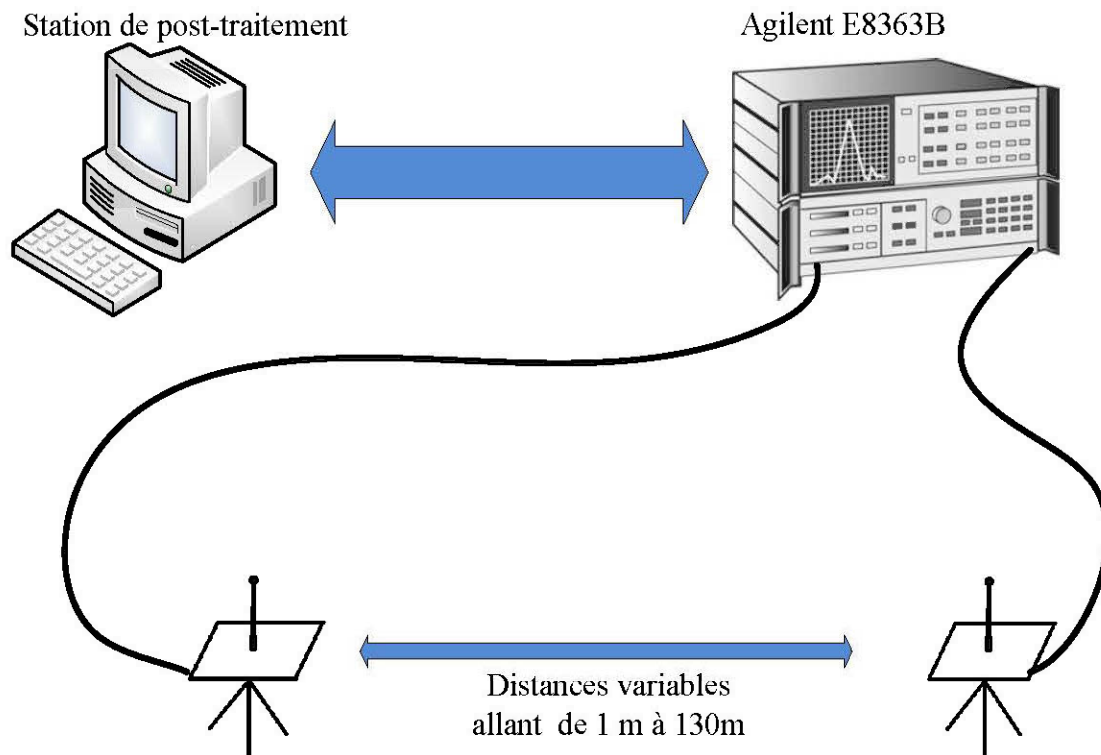 Station de post-traitement
Agilent E8363B
Distances variables
allant de 1 m à 130m